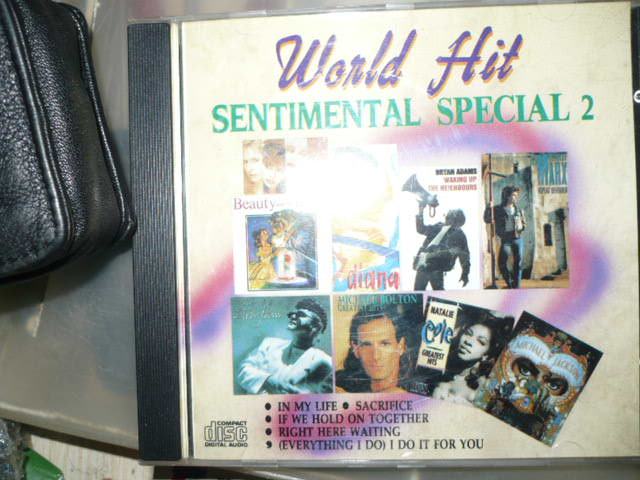 World Hit
SENTIMENTAL SPECIAL 2
Beauty
diana
BRYAN ADAMS
WAKING UP
THE NEIGHBOURS
MARX
MICHAEL BOLTON
GREATEST HITS
NATALIE
Cole
GREATEST
HITS
MICHAEL JACKSON
• IN MY LIFE • SACRIFICE
• IF WE HOLD ON TOGETHER
• RIGHT HERE WAITING
• (EVERYTHING I DO) I DO IT FOR YOU
COMPACT
disc
DIGITAL AUDIO